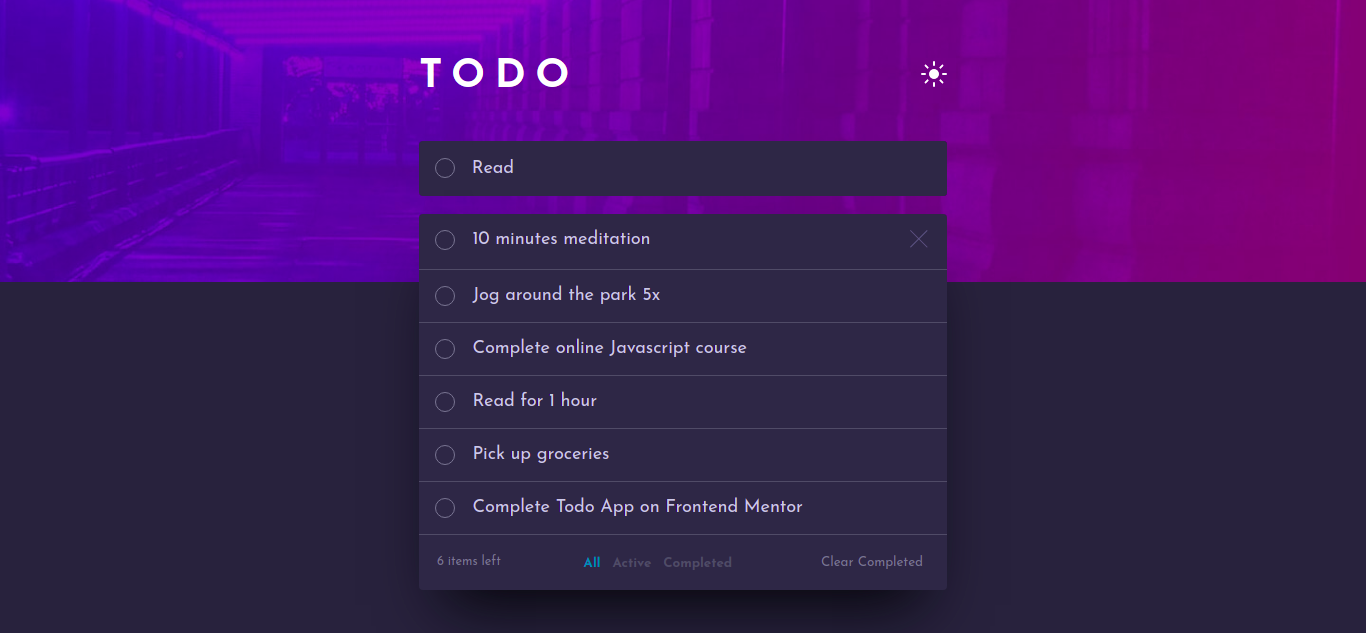 TODO
Read
10 minutes meditation
Jog around the park 5x
Complete online Javascript course
Read for 1 hour
Pick up groceries
Complete Todo App on Frontend Mentor
6 items left All Active Completed Clear Completed